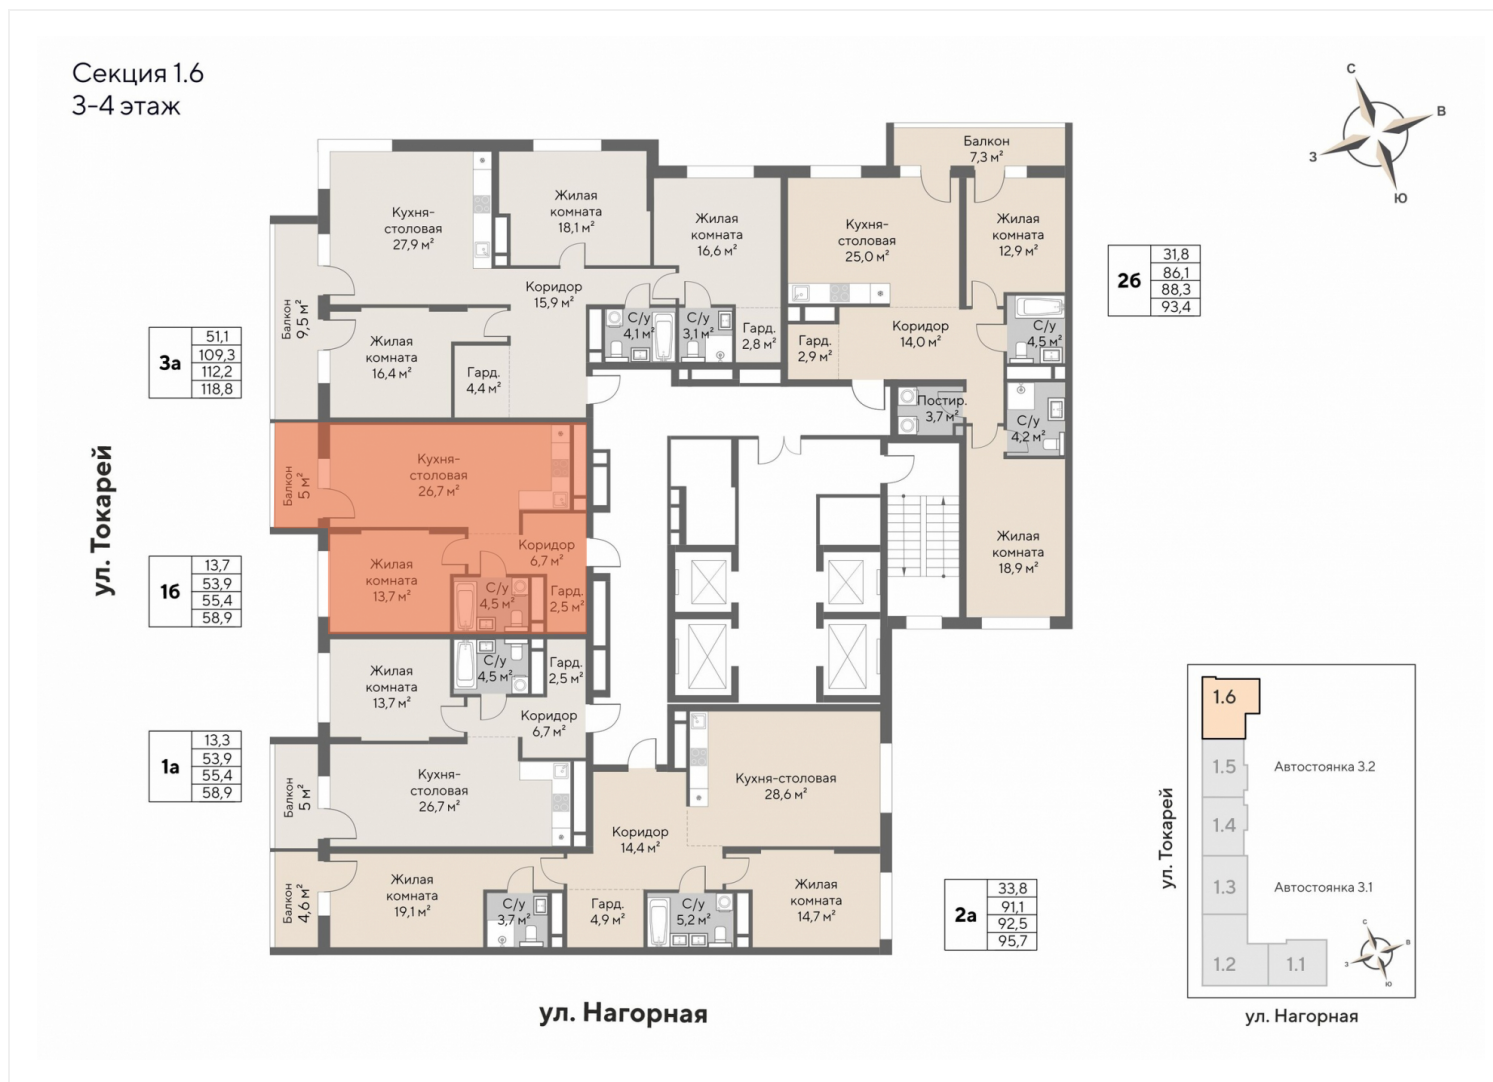 Секция 1.6
3-4 этаж
С
В
З
Ю
Балкон
7,3 м²
Кухня-
столовая
27,9 м²
Жилая
комната
18,1 м²
Жилая
комната
16,6 м²
Кухня-
столовая
25,0 м²
Жилая
комната
12,9 м²
2б
31,8
86,1
88,3
93,4
Балкон
9,5 м²
Коридор
15,9 м²
С/у
4,1 м²
С/у
3,1 м²
Гард.
2,8 м²
Гард.
2,9 м²
Коридор
14,0 м²
С/у
4,5 м²
3а
51,1
109,3
112,2
118,8
Жилая
комната
16,4 м²
Гард.
4,4 м²
Постир.
3,7 м²
С/у
4,2 м²
ул. Токарей
Балкон
5 м²
Кухня-
столовая
26,7 м²
Коридор
6,7 м²
Жилая
комната
18,9 м²
1б
13,7
53,9
55,4
58,9
Жилая
комната
13,7 м²
С/у
4,5 м²
Гард.
2,5 м²
Жилая
комната
13,7 м²
С/у
4,5 м²
Гард.
2,5 м²
Коридор
6,7 м²
1а
13,3
53,9
55,4
58,9
Балкон
5 м²
Кухня-
столовая
26,7 м²
Кухня-столовая
28,6 м²
Коридор
14,4 м²
Балкон
4,6 м²
Жилая
комната
19,1 м²
С/у
3,7 м²
Гард.
4,9 м²
С/у
5,2 м²
Жилая
комната
14,7 м²
2а
33,8
91,1
92,5
95,7
ул. Нагорная
1.6
1.5
Автостоянка 3.2
1.4
ул. Токарей
1.3
Автостоянка 3.1
1.2
1.1
С
В
З
Ю
ул. Нагорная